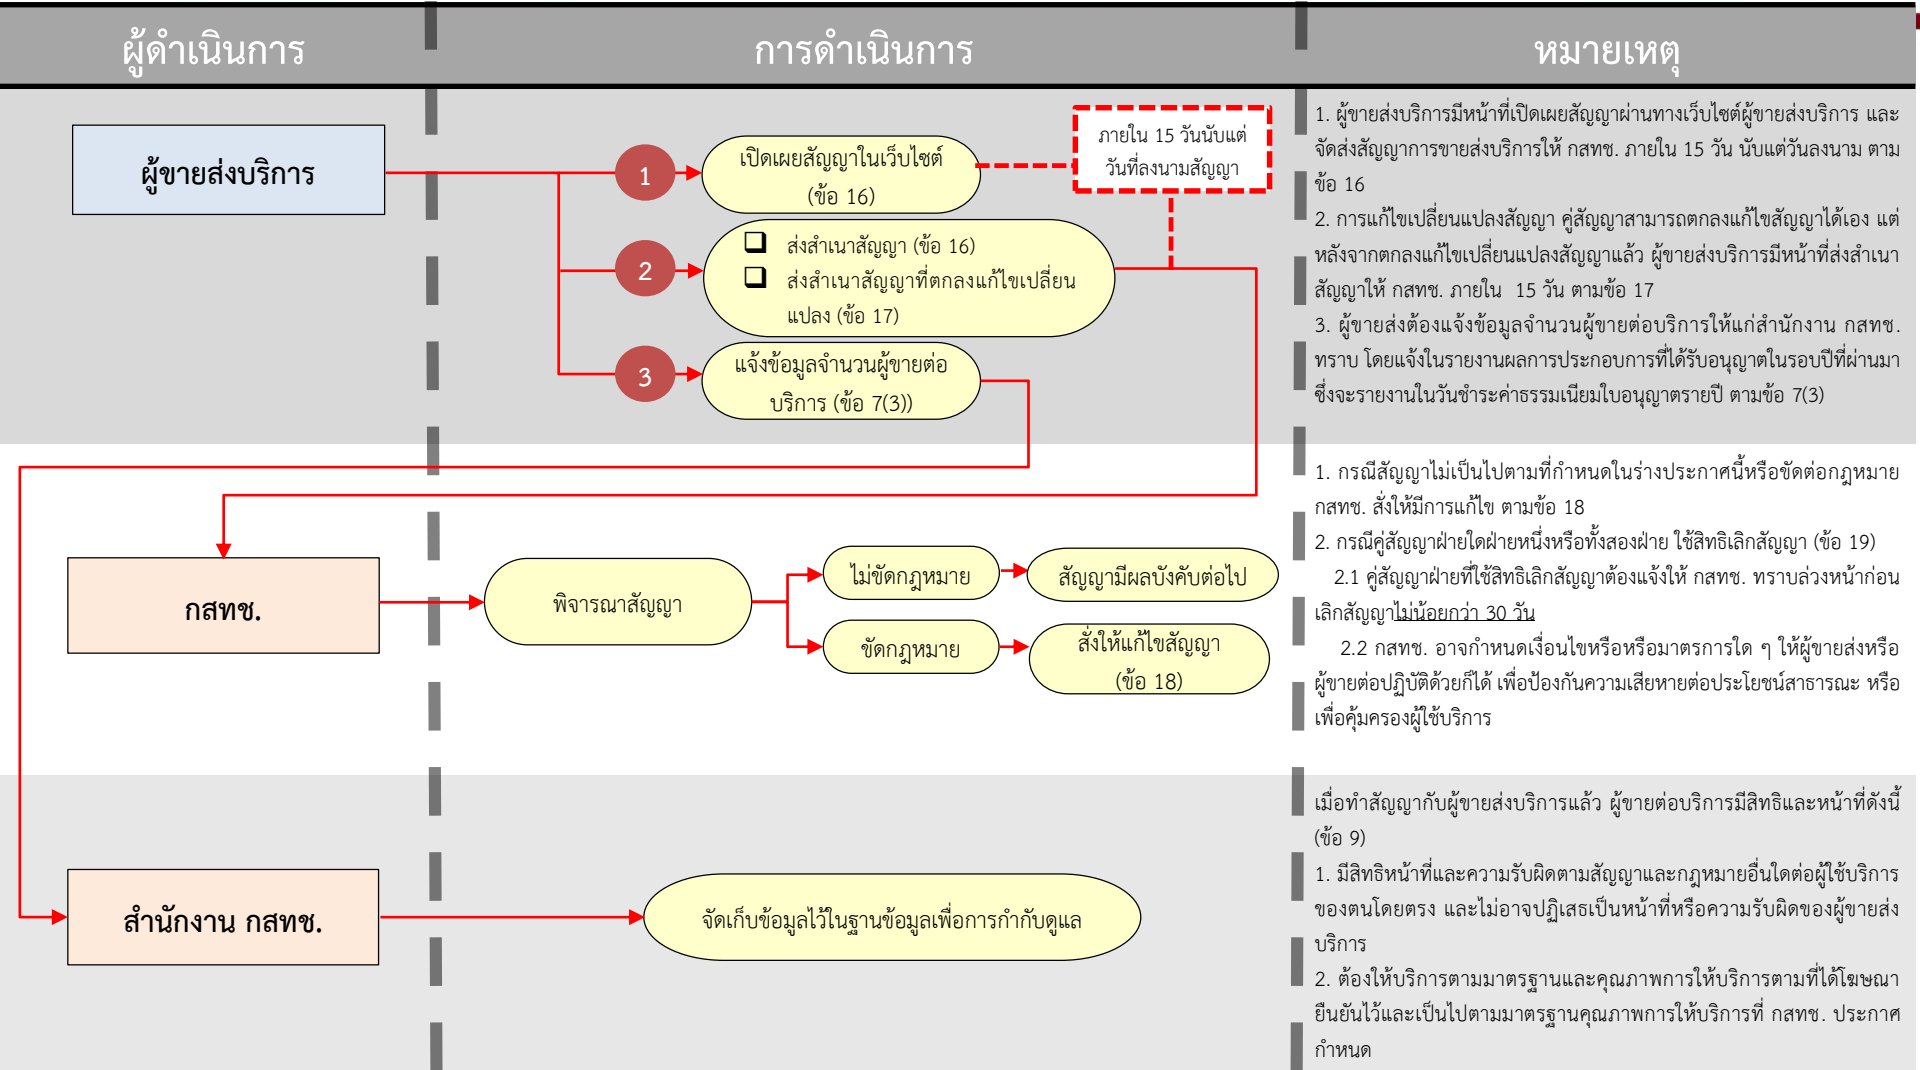 ผู้ดำเนินการ
การดำเนินการ
หมายเหตุ
ผู้ขายส่งบริการ
1
เปิดเผยสัญญาในเว็บไซต์
(ข้อ 16)
ภายใน 15 วันนับแต่
วันที่ลงนามสัญญา
2
❑ ส่งสำเนาสัญญา (ข้อ 16)
❑ ส่งสำเนาสัญญาที่ตกลงแก้ไขเปลี่ยน
แปลง (ข้อ 17)
3
แจ้งข้อมูลจำนวนผู้ขายต่อ
บริการ (ข้อ 7(3))
1. ผู้ขายส่งบริการมีหน้าที่เปิดเผยสัญญาผ่านทางเว็บไซต์ผู้ขายส่งบริการ และ
จัดส่งสัญญาการขายส่งบริการให้ กสทช. ภายใน 15 วัน นับแต่วันลงนาม ตาม
ข้อ 16
2. การแก้ไขเปลี่ยนแปลงสัญญา คู่สัญญาสามารถตกลงแก้ไขสัญญาได้เอง แต่
หลังจากตกลงแก้ไขเปลี่ยนแปลงสัญญาแล้ว ผู้ขายส่งบริการมีหน้าที่ส่งสำเนา
สัญญาให้ กสทช. ภายใน 15 วัน ตามข้อ 17
3. ผู้ขายส่งต้องแจ้งข้อมูลจำนวนผู้ขายต่อบริการให้แก่สำนักงาน กสทช.
ทราบ โดยแจ้งในรายงานผลการประกอบการที่ได้รับอนุญาตในรอบปีที่ผ่านมา
ซึ่งจะรายงานในวันชำระค่าธรรมเนียมใบอนุญาตรายปี ตามข้อ 7(3)
กสทช.
พิจารณาสัญญา
ไม่ขัดกฎหมาย
สัญญามีผลบังคับต่อไป
ขัดกฎหมาย
สั่งให้แก้ไขสัญญา
(ข้อ 18)
1. กรณีสัญญาไม่เป็นไปตามที่กำหนดในร่างประกาศนี้หรือขัดต่อกฎหมาย
กสทช. สั่งให้มีการแก้ไข ตามข้อ 18
2. กรณีคู่สัญญาฝ่ายใดฝ่ายหนึ่งหรือทั้งสองฝ่าย ใช้สิทธิเลิกสัญญา (ข้อ 19)
2.1 คู่สัญญาฝ่ายที่ใช้สิทธิเลิกสัญญาต้องแจ้งให้ กสทช. ทราบล่วงหน้าก่อน
เลิกสัญญาไม่น้อยกว่า 30 วัน
2.2 กสทช. อาจกำหนดเงื่อนไขหรือหรือมาตรการใด ๆ ให้ผู้ขายส่งหรือ
ผู้ขายต่อปฏิบัติด้วยก็ได้ เพื่อป้องกันความเสียหายต่อประโยชน์สาธารณะ หรือ
เพื่อคุ้มครองผู้ใช้บริการ
สำนักงาน กสทช.
จัดเก็บข้อมูลไว้ในฐานข้อมูลเพื่อการกำกับดูแล
เมื่อทำสัญญากับผู้ขายส่งบริการแล้ว ผู้ขายต่อบริการมีสิทธิและหน้าที่ดังนี้
(ข้อ 9)
1. มีสิทธิหน้าที่และความรับผิดตามสัญญาและกฎหมายอื่นใดต่อผู้ใช้บริการ
ของตนโดยตรง และไม่อาจปฏิเสธเป็นหน้าที่หรือความรับผิดของผู้ขายส่ง
บริการ
2. ต้องให้บริการตามมาตรฐานและคุณภาพการให้บริการตามที่ได้โฆษณา
ยืนยันไว้และเป็นไปตามมาตรฐานคุณภาพการให้บริการที่ กสทช. ประกาศ
กำหนด